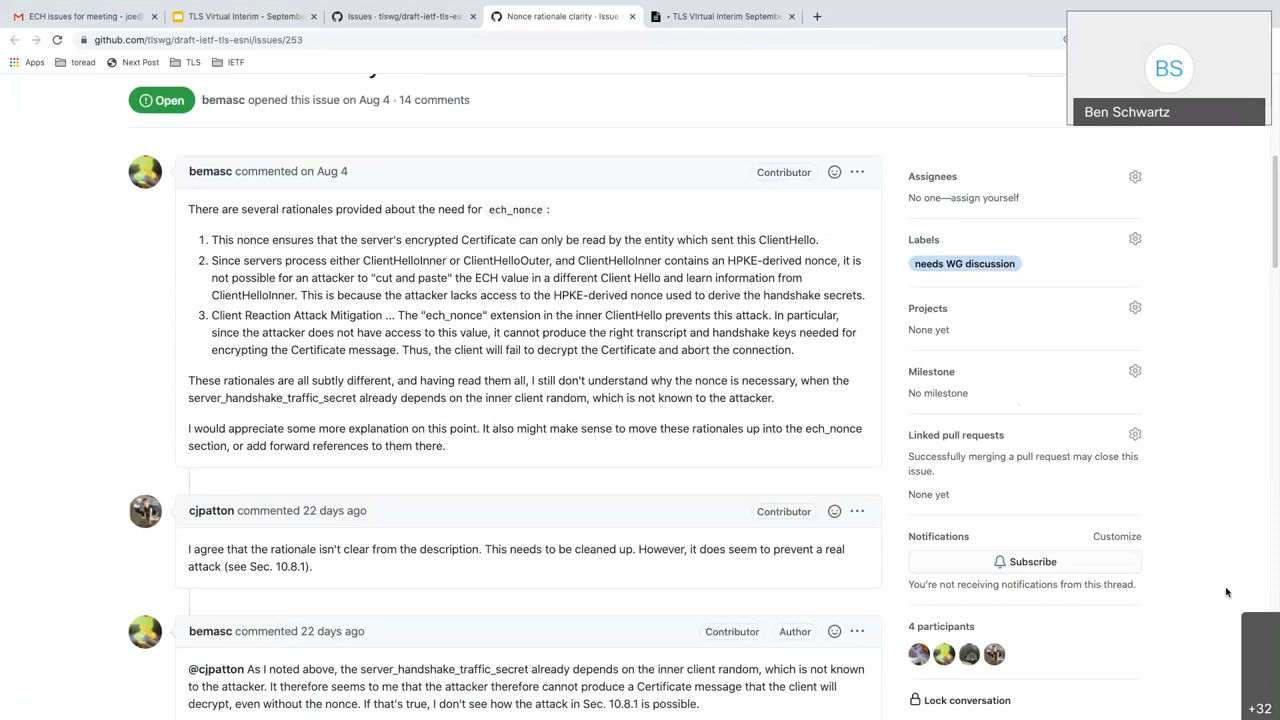 ECH issues for meeting - joe@
TLS Virtual Interim - Septembe
Issues · tlswg/draft-ietf-tls-es
Nonce rationale clarity · Issue
• TLS VIrtual Interim Septemb
github.com/tlswg/draft-ietf-tls-esni/issues/253
Apps
toread
Next Post
TLS
IETF
BS
Ben Schwartz
Open
bemasc opened this issue on Aug 4 · 14 comments
bemasc commented on Aug 4
Contributor
There are several rationales provided about the need for ech_nonce :
1. This nonce ensures that the server's encrypted Certificate can only be read by the entity which sent this ClientHello.
2. Since servers process either ClientHelloInner or ClientHelloOuter, and ClientHelloInner contains an HPKE-derived nonce, it is
not possible for an attacker to "cut and paste" the ECH value in a different Client Hello and learn information from
ClientHelloInner. This is because the attacker lacks access to the HPKE-derived nonce used to derive the handshake secrets.
3. Client Reaction Attack Mitigation ... The "ech_nonce" extension in the inner ClientHello prevents this attack. In particular,
since the attacker does not have access to this value, it cannot produce the right transcript and handshake keys needed for
encrypting the Certificate message. Thus, the client will fail to decrypt the Certificate and abort the connection.
These rationales are all subtly different, and having read them all, I still don't understand why the nonce is necessary, when the
server_handshake_traffic_secret already depends on the inner client random, which is not known to the attacker.
I would appreciate some more explanation on this point. It also might make sense to move these rationales up into the ech_nonce
section, or add forward references to them there.
cjpatton commented 22 days ago
Contributor
I agree that the rationale isn't clear from the description. This needs to be cleaned up. However, it does seem to prevent a real
attack (see Sec. 10.8.1).
bemasc commented 22 days ago
Contributor
Author
@cjpatton As I noted above, the server_handshake_traffic_secret already depends on the inner client random, which is not known
to the attacker. It therefore seems to me that the attacker therefore cannot produce a Certificate message that the client will
decrypt, even without the nonce. If that's true, I don't see how the attack in Sec. 10.8.1 is possible.
Assignees
No one—assign yourself
Labels
needs WG discussion
Projects
None yet
Milestone
No milestone
Linked pull requests
Successfully merging a pull request may close this
issue.
None yet
Notifications
Customize
Subscribe
You're not receiving notifications from this thread.
4 participants
Lock conversation
+32